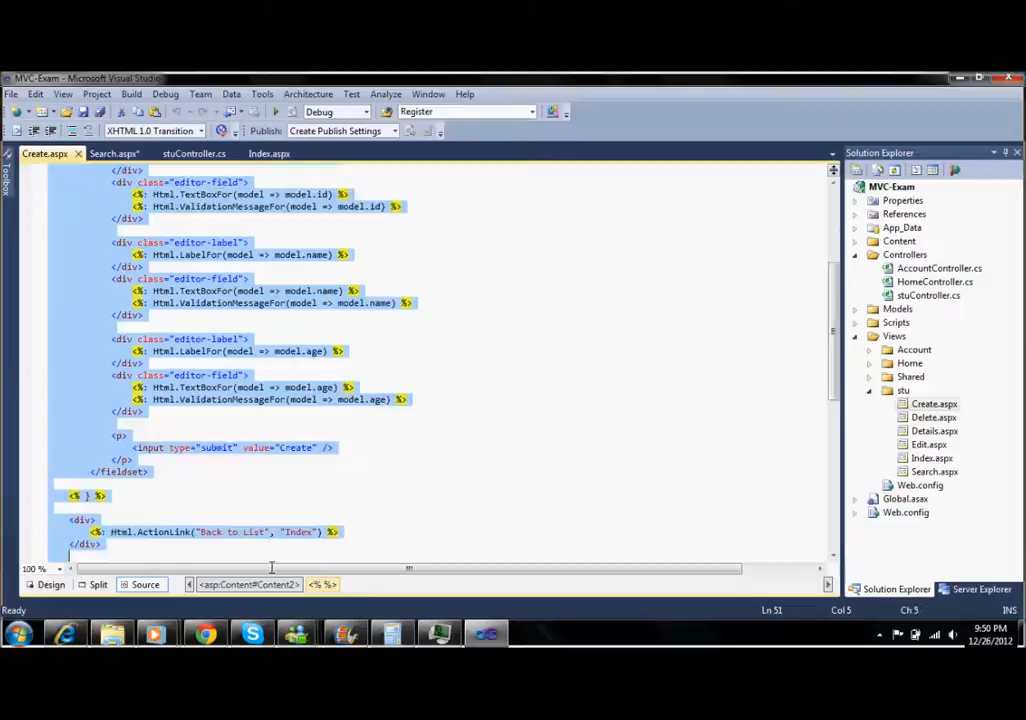 MVC-Exam - Microsoft Visual Studio
File Edit View Project Build Debug Team Data Tools Architecture Test Analyze Window Help
Debug Register
XHTML 1.0 Transition Publish: Create Publish Settings
Create.aspx Search.aspx* stuController.cs Index.aspx
Toolbox
</div>
<div class="editor-field">
<%: Html.TextBoxFor(model => model.id) %>
<%: Html.ValidationMessageFor(model => model.id) %>
</div>
<div class="editor-label">
<%: Html.LabelFor(model => model.name) %>
</div>
<div class="editor-field">
<%: Html.TextBoxFor(model => model.name) %>
<%: Html.ValidationMessageFor(model => model.name) %>
</div>
<div class="editor-label">
<%: Html.LabelFor(model => model.age) %>
</div>
<div class="editor-field">
<%: Html.TextBoxFor(model => model.age) %>
<%: Html.ValidationMessageFor(model => model.age) %>
</div>
<p>
<input type="submit" value="Create" />
</p>
</fieldset>
<% } %>
<div>
<%: Html.ActionLink("Back to List", "Index") %>
</div>
100 %
Design Split Source <asp:Content#Content2> <% %>
Solution Explorer
MVC-Exam
Properties
References
App_Data
Content
Controllers
AccountController.cs
HomeController.cs
stuController.cs
Models
Scripts
Views
Account
Home
Shared
stu
Create.aspx
Delete.aspx
Details.aspx
Edit.aspx
Index.aspx
Search.aspx
Web.config
Global.asax
Web.config
Solution Explorer Server Explorer
Ready Ln 51 Col 5 Ch 5 INS
9:50 PM
12/26/2012